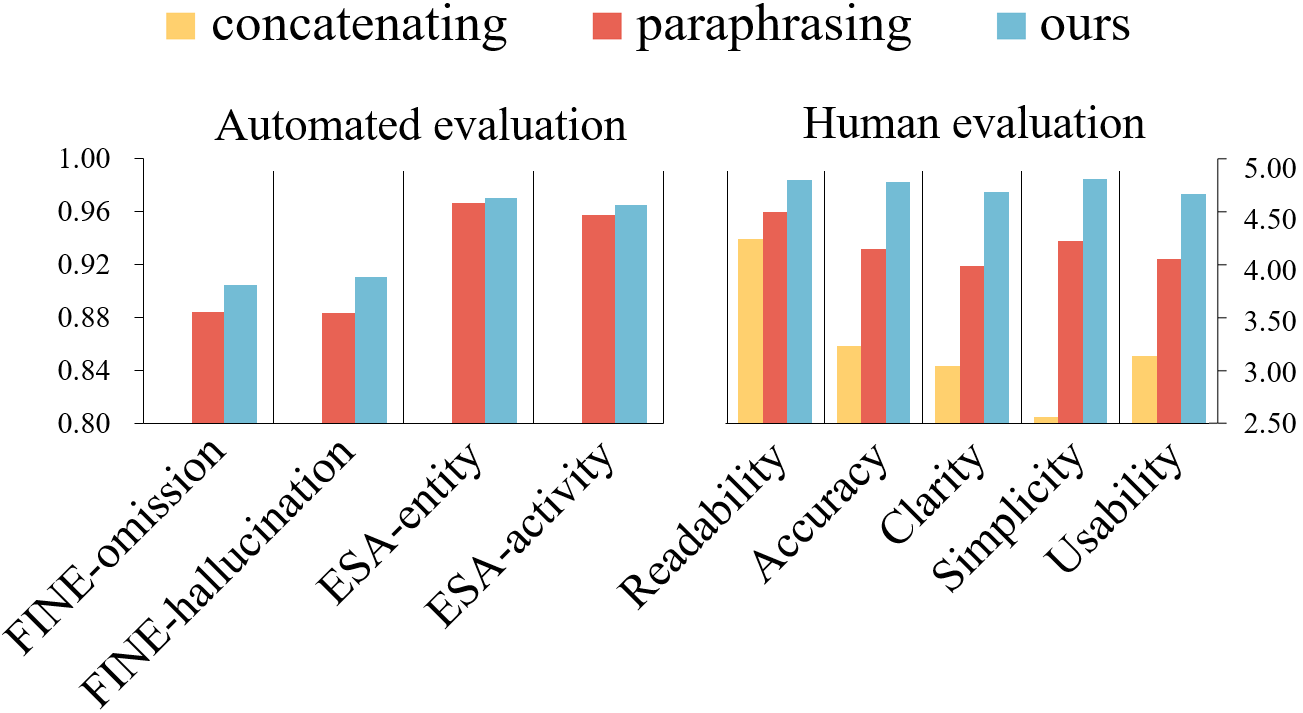 concatenating paraphrasing ours
Automated evaluation Human evaluation
1.00
0.96
0.92
0.88
0.84
0.80
5.00
4.50
4.00
3.50
3.00
2.50
FINE-omission
FINE-hallucination
ESA-entity
ESA-activity
Readability
Accuracy
Clarity
Simplicity
Usability